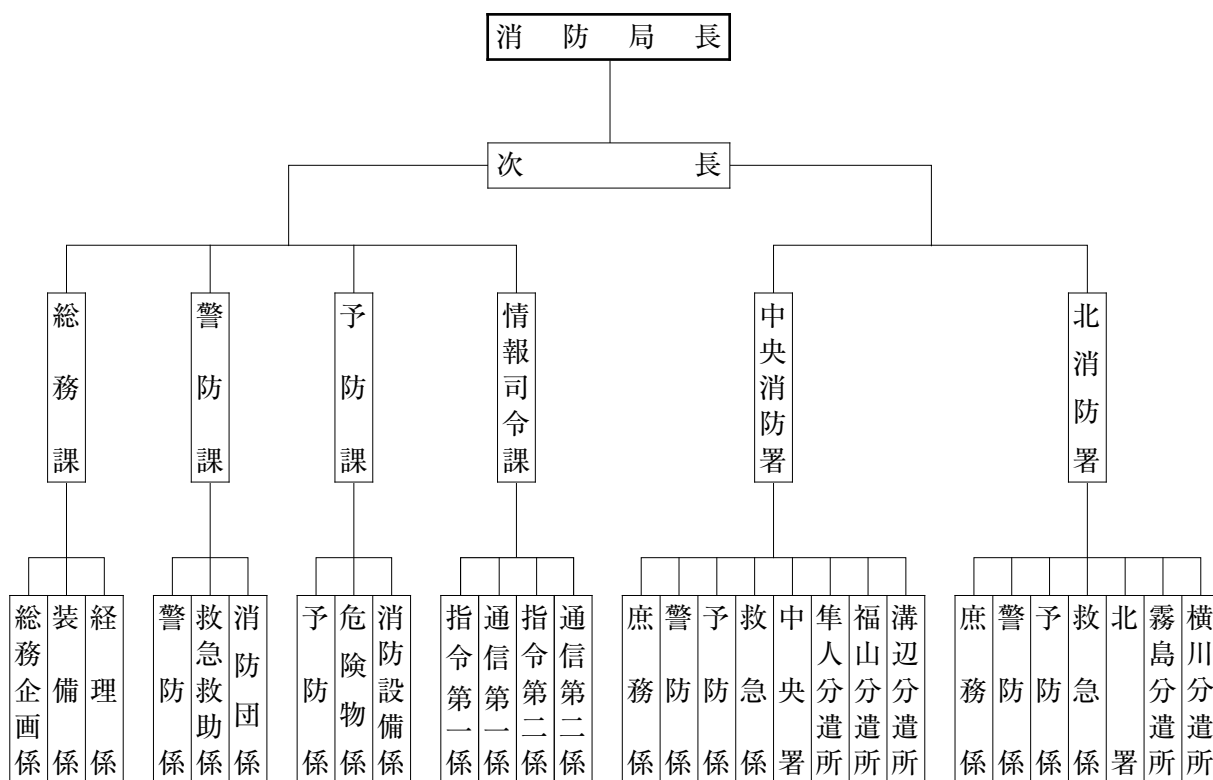 消防局長
次長
総務課
警防課
予防課
情報司令課
中央消防署
北消防署
総務企画係
装備係
経理係
警防係
救急救助係
消防団係
予防係
危険物係
消防設備係
指令第一係
通信第一係
指令第二係
通信第二係
庶務係
警防係
予防係
救急係
中央署
隼人分遣所
福山分遣所
溝辺分遣所
庶務係
警防係
予防係
救急係
北署
霧島分遣所
横川分遣所